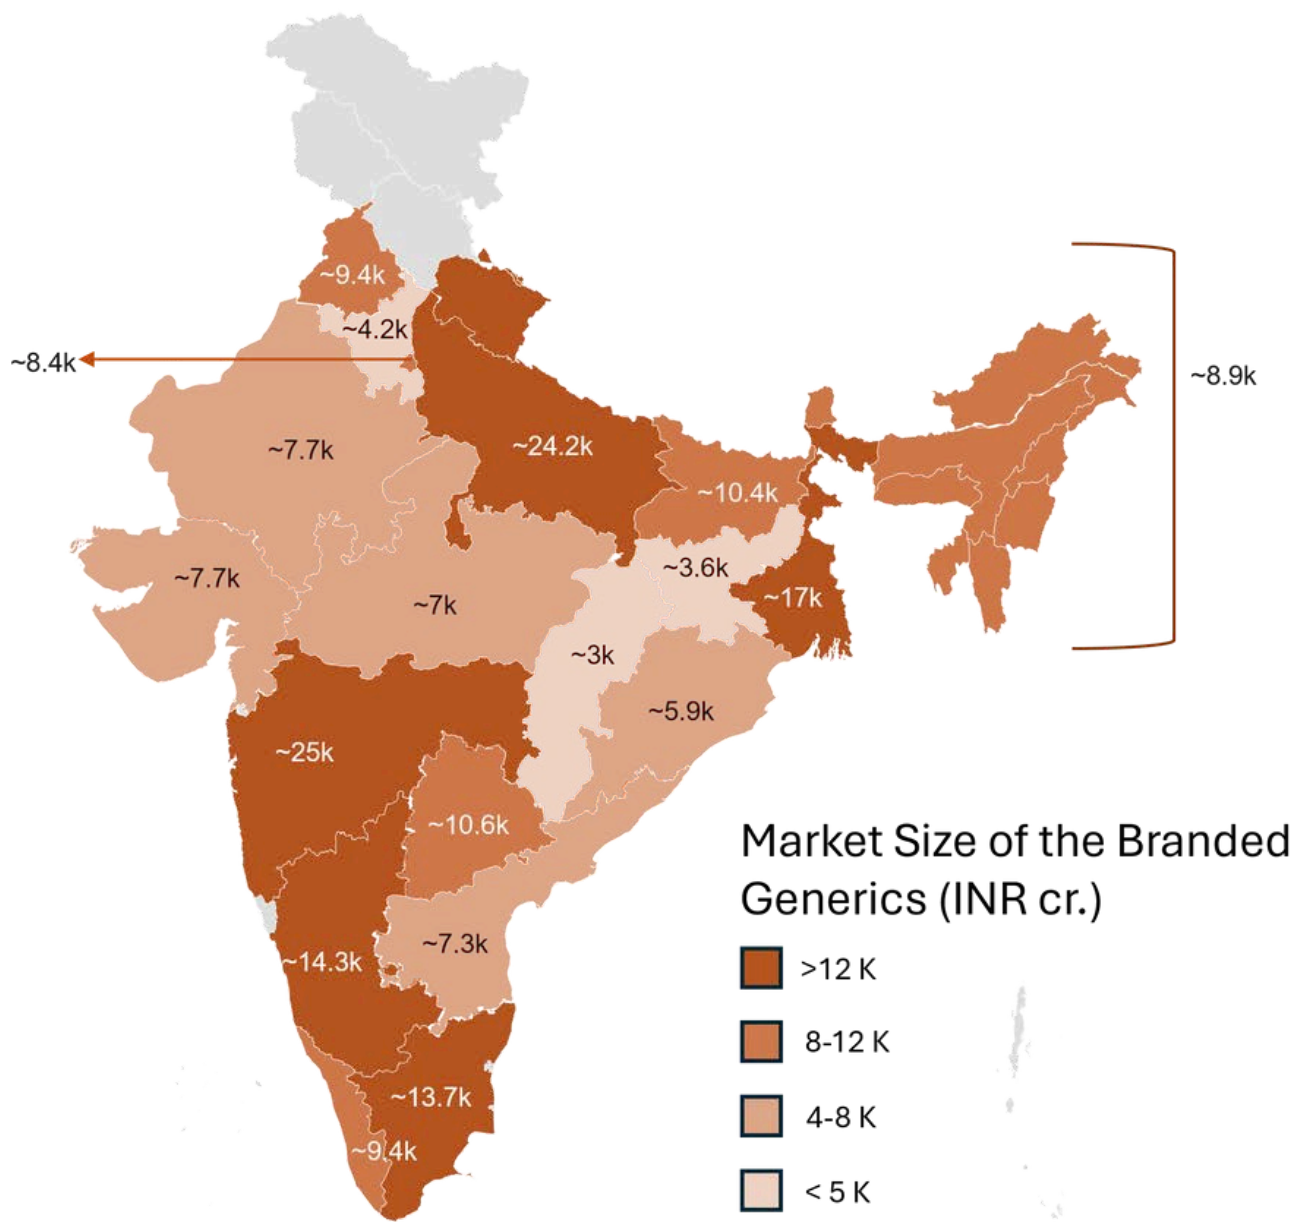 ~9.4k
~4.2k
~8.4k
~8.9k
~7.7k
~24.2k
~10.4k
~7.7k
~3.6k
~7k
~17k
~3k
~5.9k
~25k
~10.6k
Market Size of the Branded
Generics (INR cr.)
~7.3k
~14.3k
>12 K
8-12 K
~13.7k
4-8 K
~9.4k
< 5 K